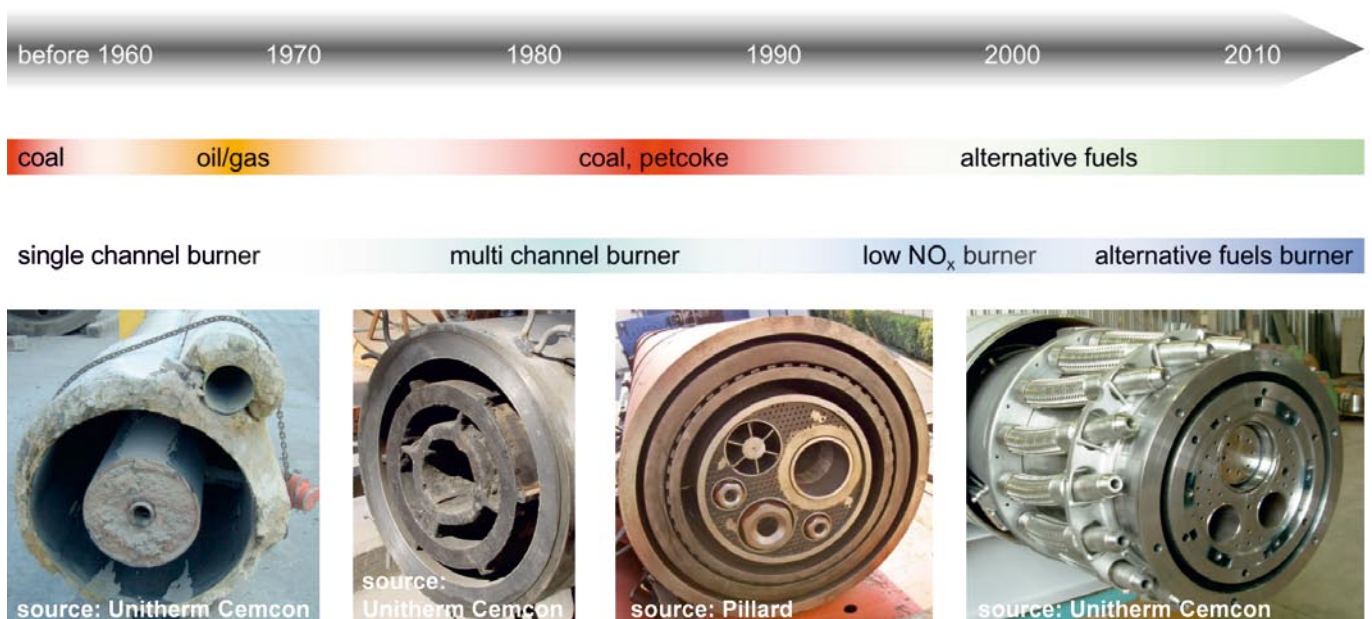 before 1960 1970 1980 1990 2000 2010
coal oil/gas coal, petcoke alternative fuels
single channel burner multi channel burner low NOₓ burner alternative fuels burner
source: Unitherm Cemcon
source:
Unitherm Cemcon
source: Pillard
source: Unitherm Cemcon